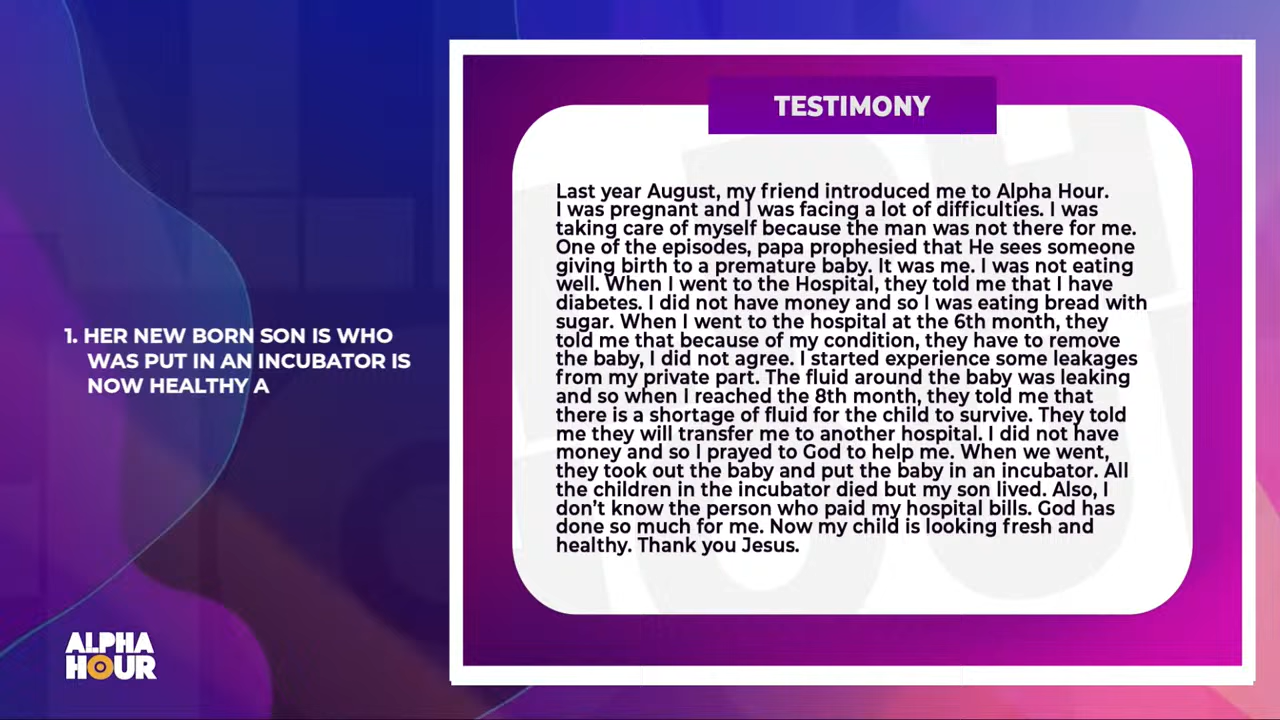 TESTIMONY
Last year August, my friend introduced me to Alpha Hour.
I was pregnant and I was facing a lot of difficulties. I was
taking care of myself because the man was not there for me.
One of the episodes, papa prophesied that He sees someone
giving birth to a premature baby. It was me. I was not eating
well. When I went to the Hospital, they told me that I have
diabetes. I did not have money and so I was eating bread with
sugar. When I went to the hospital at the 6th month, they
told me that because of my condition, they have to remove
the baby, I did not agree. I started experience some leakages
from my private part. The fluid around the baby was leaking
and so when I reached the 8th month, they told me that
there is a shortage of fluid for the child to survive. They told
me they will transfer me to another hospital. I did not have
money and so I prayed to God to help me. When we went,
they took out the baby and put the baby in an incubator. All
the children in the incubator died but my son lived. Also, I
don't know the person who paid my hospital bills. God has
done so much for me. Now my child is looking fresh and
healthy. Thank you Jesus.
1. HER NEW BORN SON IS WHO
WAS PUT IN AN INCUBATOR IS
NOW HEALTHY A
ALPHA
HOUR